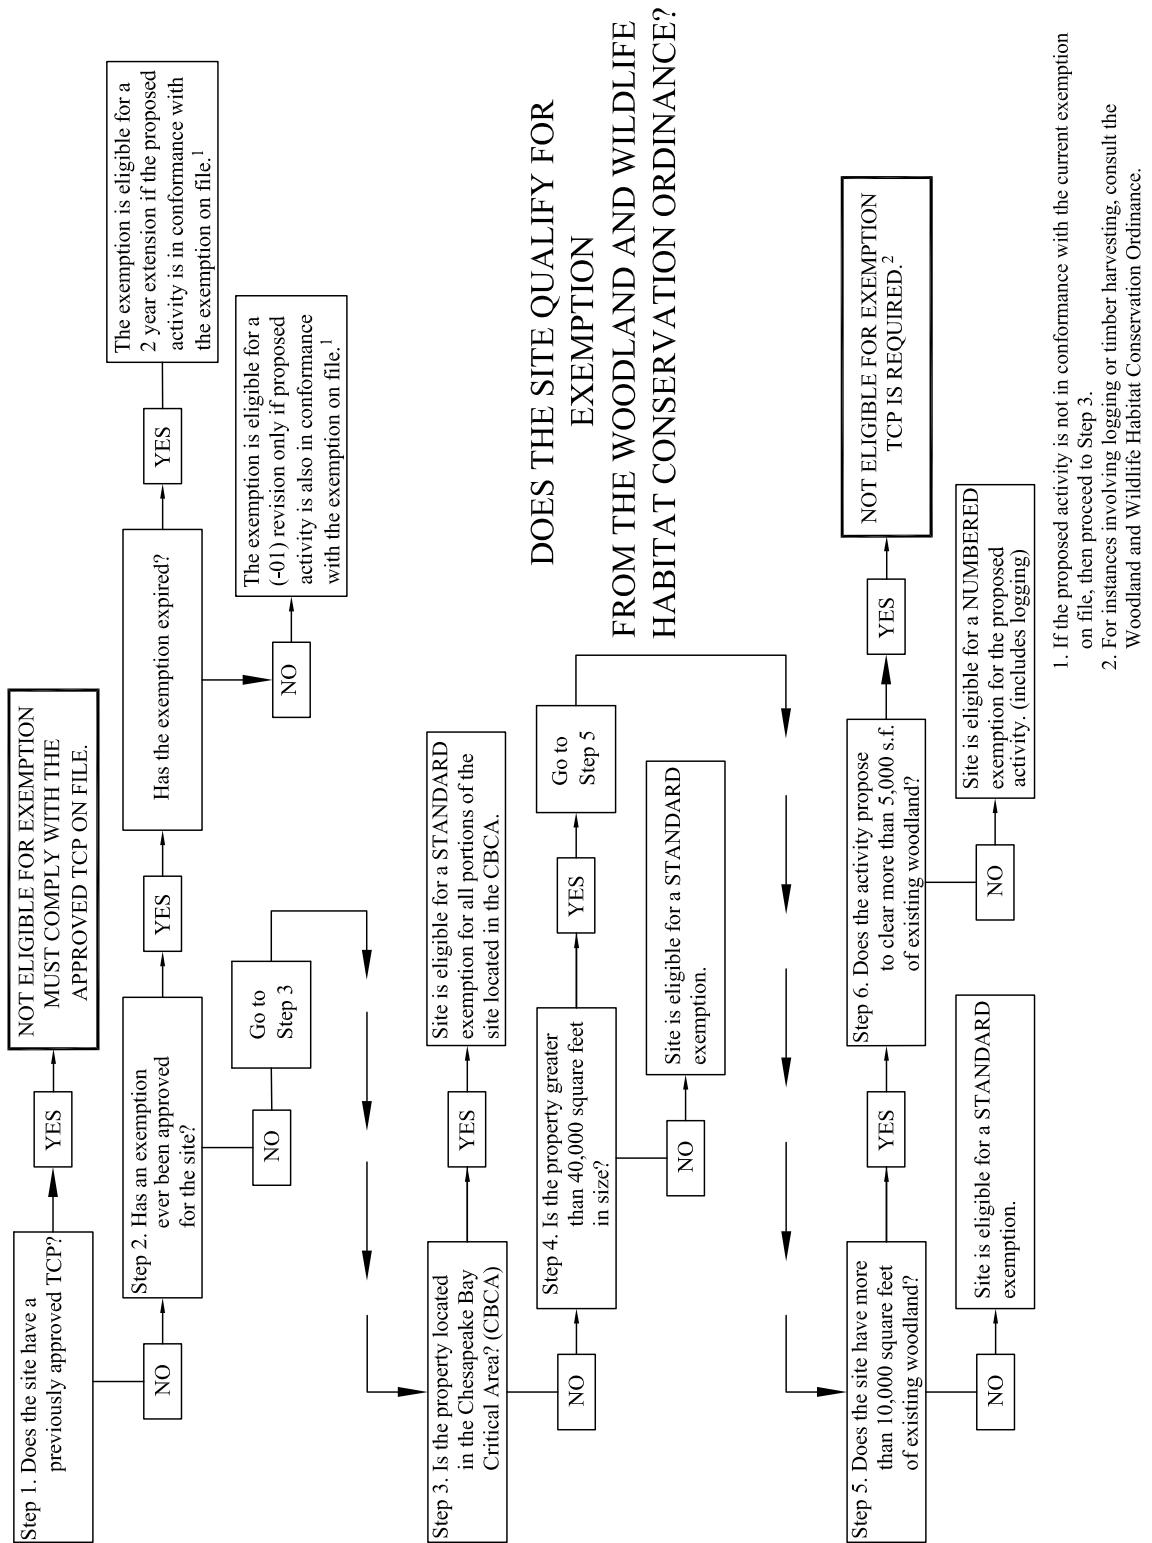 DOES THE SITE QUALIFY FOR
EXEMPTION
FROM THE WOODLAND AND WILDLIFE
HABITAT CONSERVATION ORDINANCE?
Step 1. Does the site have a
previously approved TCP?
YES
NOT ELIGIBLE FOR EXEMPTION
MUST COMPLY WITH THE
APPROVED TCP ON FILE.
NO
Step 2. Has an exemption
ever been approved
for the site?
YES
Has the exemption expired?
YES
The exemption is eligible for a
2 year extension if the proposed
activity is in conformance with
the exemption on file.1
NO
The exemption is eligible for a
(-01) revision only if proposed
activity is also in conformance
with the exemption on file.1
NO
Go to
Step 3
Step 3. Is the property located
in the Chesapeake Bay
Critical Area? (CBCA)
YES
Site is eligible for a STANDARD
exemption for all portions of the
site located in the CBCA.
NO
Step 4. Is the property greater
than 40,000 square feet
in size?
YES
Go to
Step 5
NO
Site is eligible for a STANDARD
exemption.
Step 5. Does the site have more
than 10,000 square feet
of existing woodland?
YES
Step 6. Does the activity propose
to clear more than 5,000 s.f.
of existing woodland?
YES
NOT ELIGIBLE FOR EXEMPTION
TCP IS REQUIRED.2
NO
Site is eligible for a STANDARD
exemption.
NO
Site is eligible for a NUMBERED
exemption for the proposed
activity. (includes logging)
1. If the proposed activity is not in conformance with the current exemption
on file, then proceed to Step 3.
2. For instances involving logging or timber harvesting, consult the
Woodland and Wildlife Habitat Conservation Ordinance.